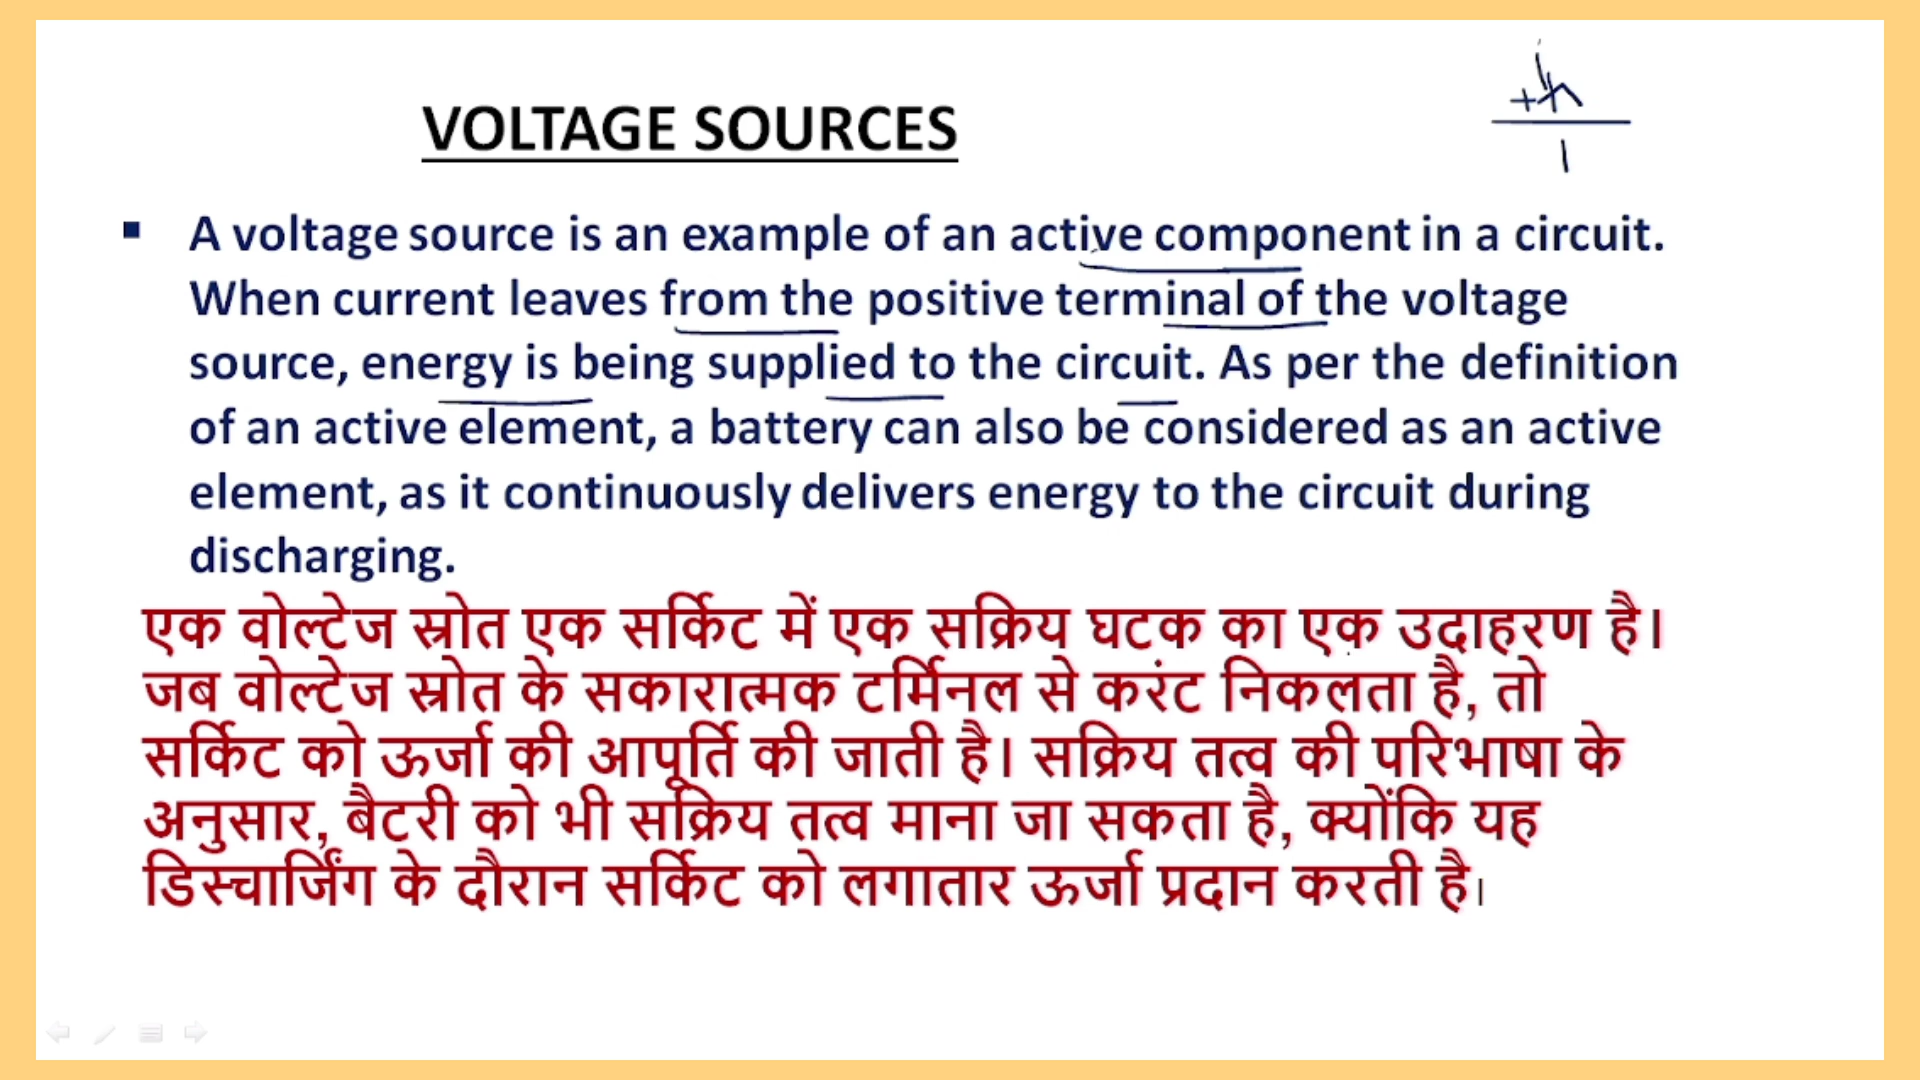 VOLTAGE SOURCES
▪ A voltage source is an example of an active component in a circuit.
When current leaves from the positive terminal of the voltage
source, energy is being supplied to the circuit. As per the definition
of an active element, a battery can also be considered as an active
element, as it continuously delivers energy to the circuit during
discharging.
एक वोल्टेज स्रोत एक सर्किट में एक सक्रिय घटक का एक उदाहरण है।
जब वोल्टेज स्रोत के सकारात्मक टर्मिनल से करंट निकलता है, तो
सर्किट को ऊर्जा की आपूर्ति की जाती है। सक्रिय तत्व की परिभाषा के
अनुसार, बैटरी को भी सक्रिय तत्व माना जा सकता है, क्योंकि यह
डिस्चार्जिंग के दौरान सर्किट को लगातार ऊर्जा प्रदान करती है।